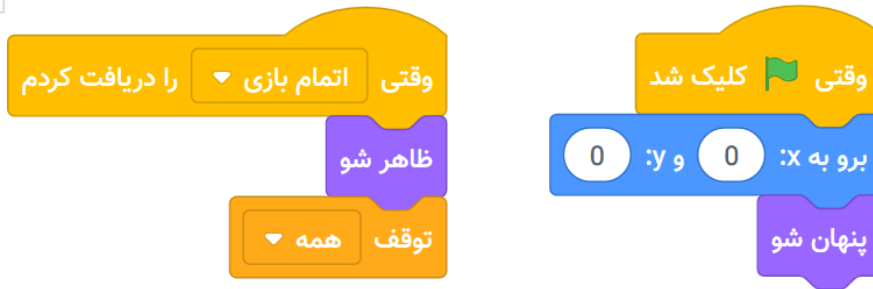 وقتی کلیک شد
برو به x: 0 و y: 0
پنهان شو
وقتی اتمام بازی را دریافت کردم
ظاهر شو
توقف همه